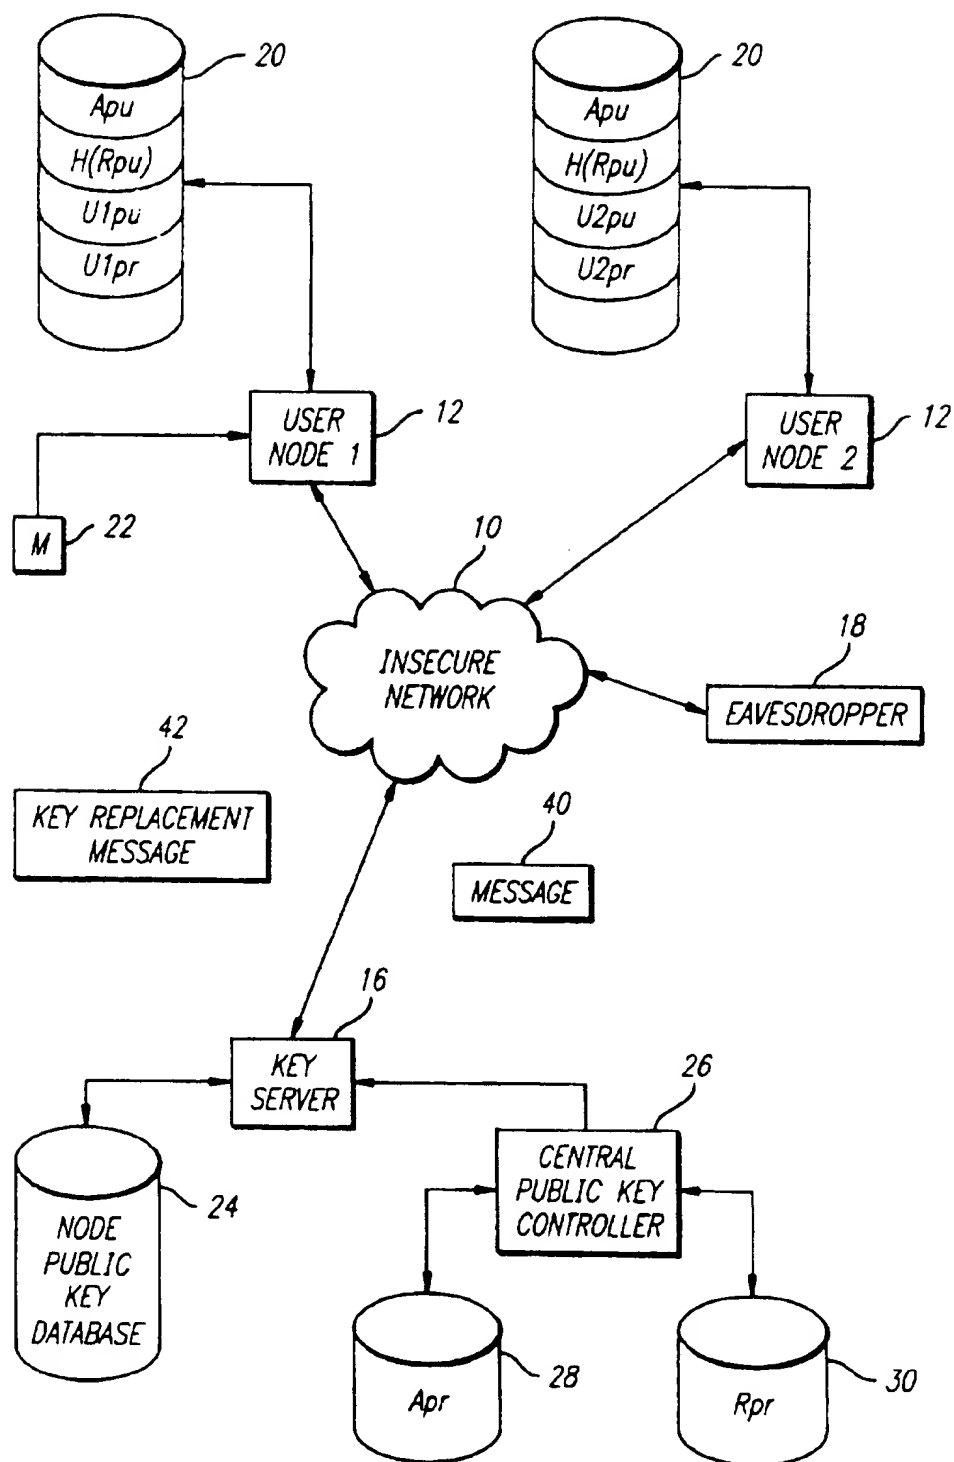 20
Apu
H(Rpu)
U1pu
U1pr
20
Apu
H(Rpu)
U2pu
U2pr
USER
NODE 1
12
USER
NODE 2
12
M
22
10
INSECURE
NETWORK
18
EAVESDROPPER
42
KEY REPLACEMENT
MESSAGE
40
MESSAGE
16
KEY
SERVER
26
CENTRAL
PUBLIC KEY
CONTROLLER
24
NODE
PUBLIC
KEY
DATABASE
28
Apr
30
Rpr